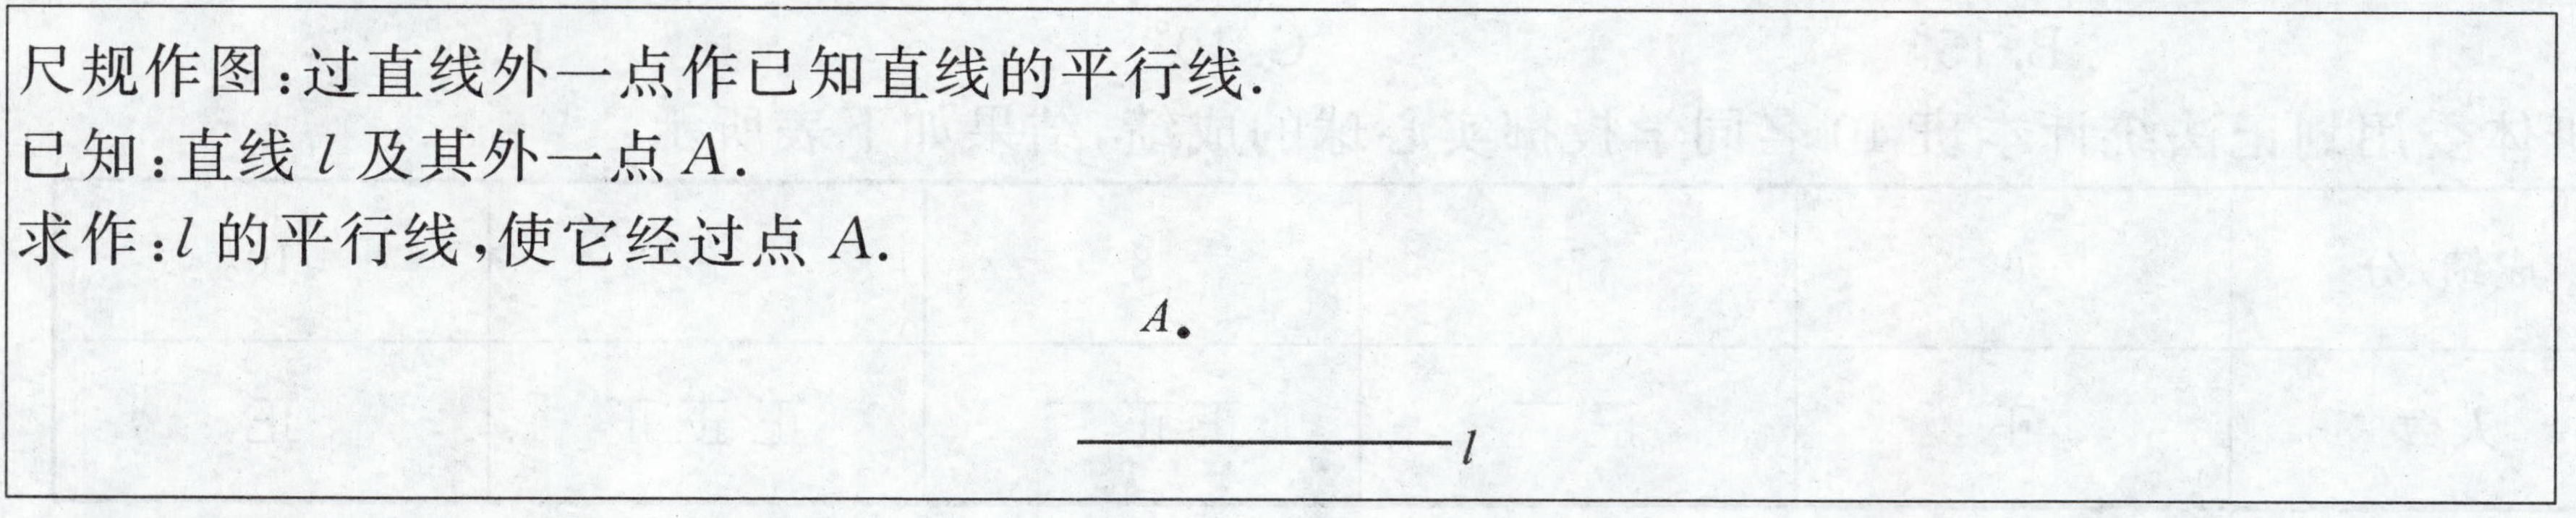 尺规作图:过直线外一点作已知直线的平行线.
已知:直线 l 及其外一点 A.
求作:l 的平行线,使它经过点 A.
A.
l